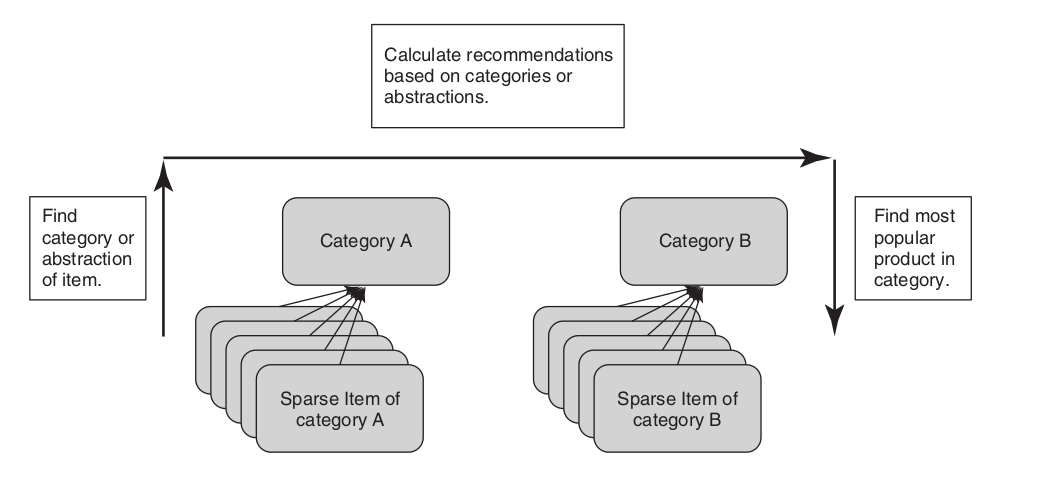 Calculate recommendations
based on categories or
abstractions.
Find
category or
abstraction
of item.
Category A
Category B
Find most
popular
product in
category.
Sparse Item of
category A
Sparse Item of
category B